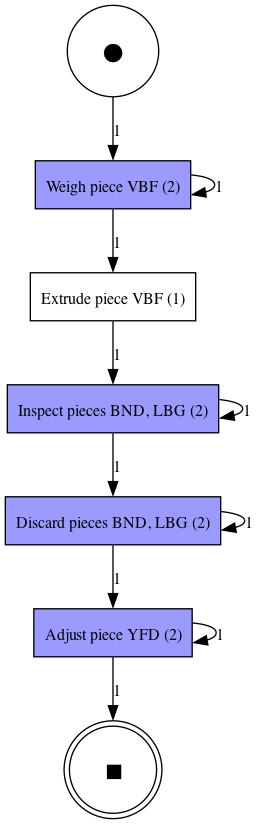 1
Weigh piece VBF (2)
1
1
Extrude piece VBF (1)
1
Inspect pieces BND, LBG (2)
1
1
Discard pieces BND, LBG (2)
1
1
Adjust piece YFD (2)
1
1